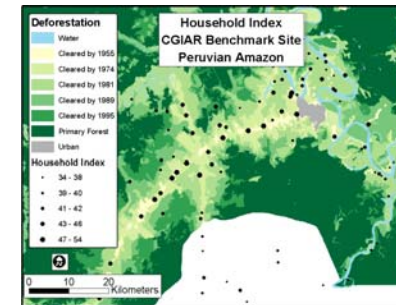 Deforestation
Water
Cleared by 1955
Cleared by 1974
Cleared by 1981
Cleared by 1989
Cleared by 1995
Primary Forest
Urban
Household Index
34 - 38
39 - 40
41 - 42
43 - 46
47 - 54
Household Index
CGIAR Benchmark Site
Peruvian Amazon
0 10 20
Kilometers